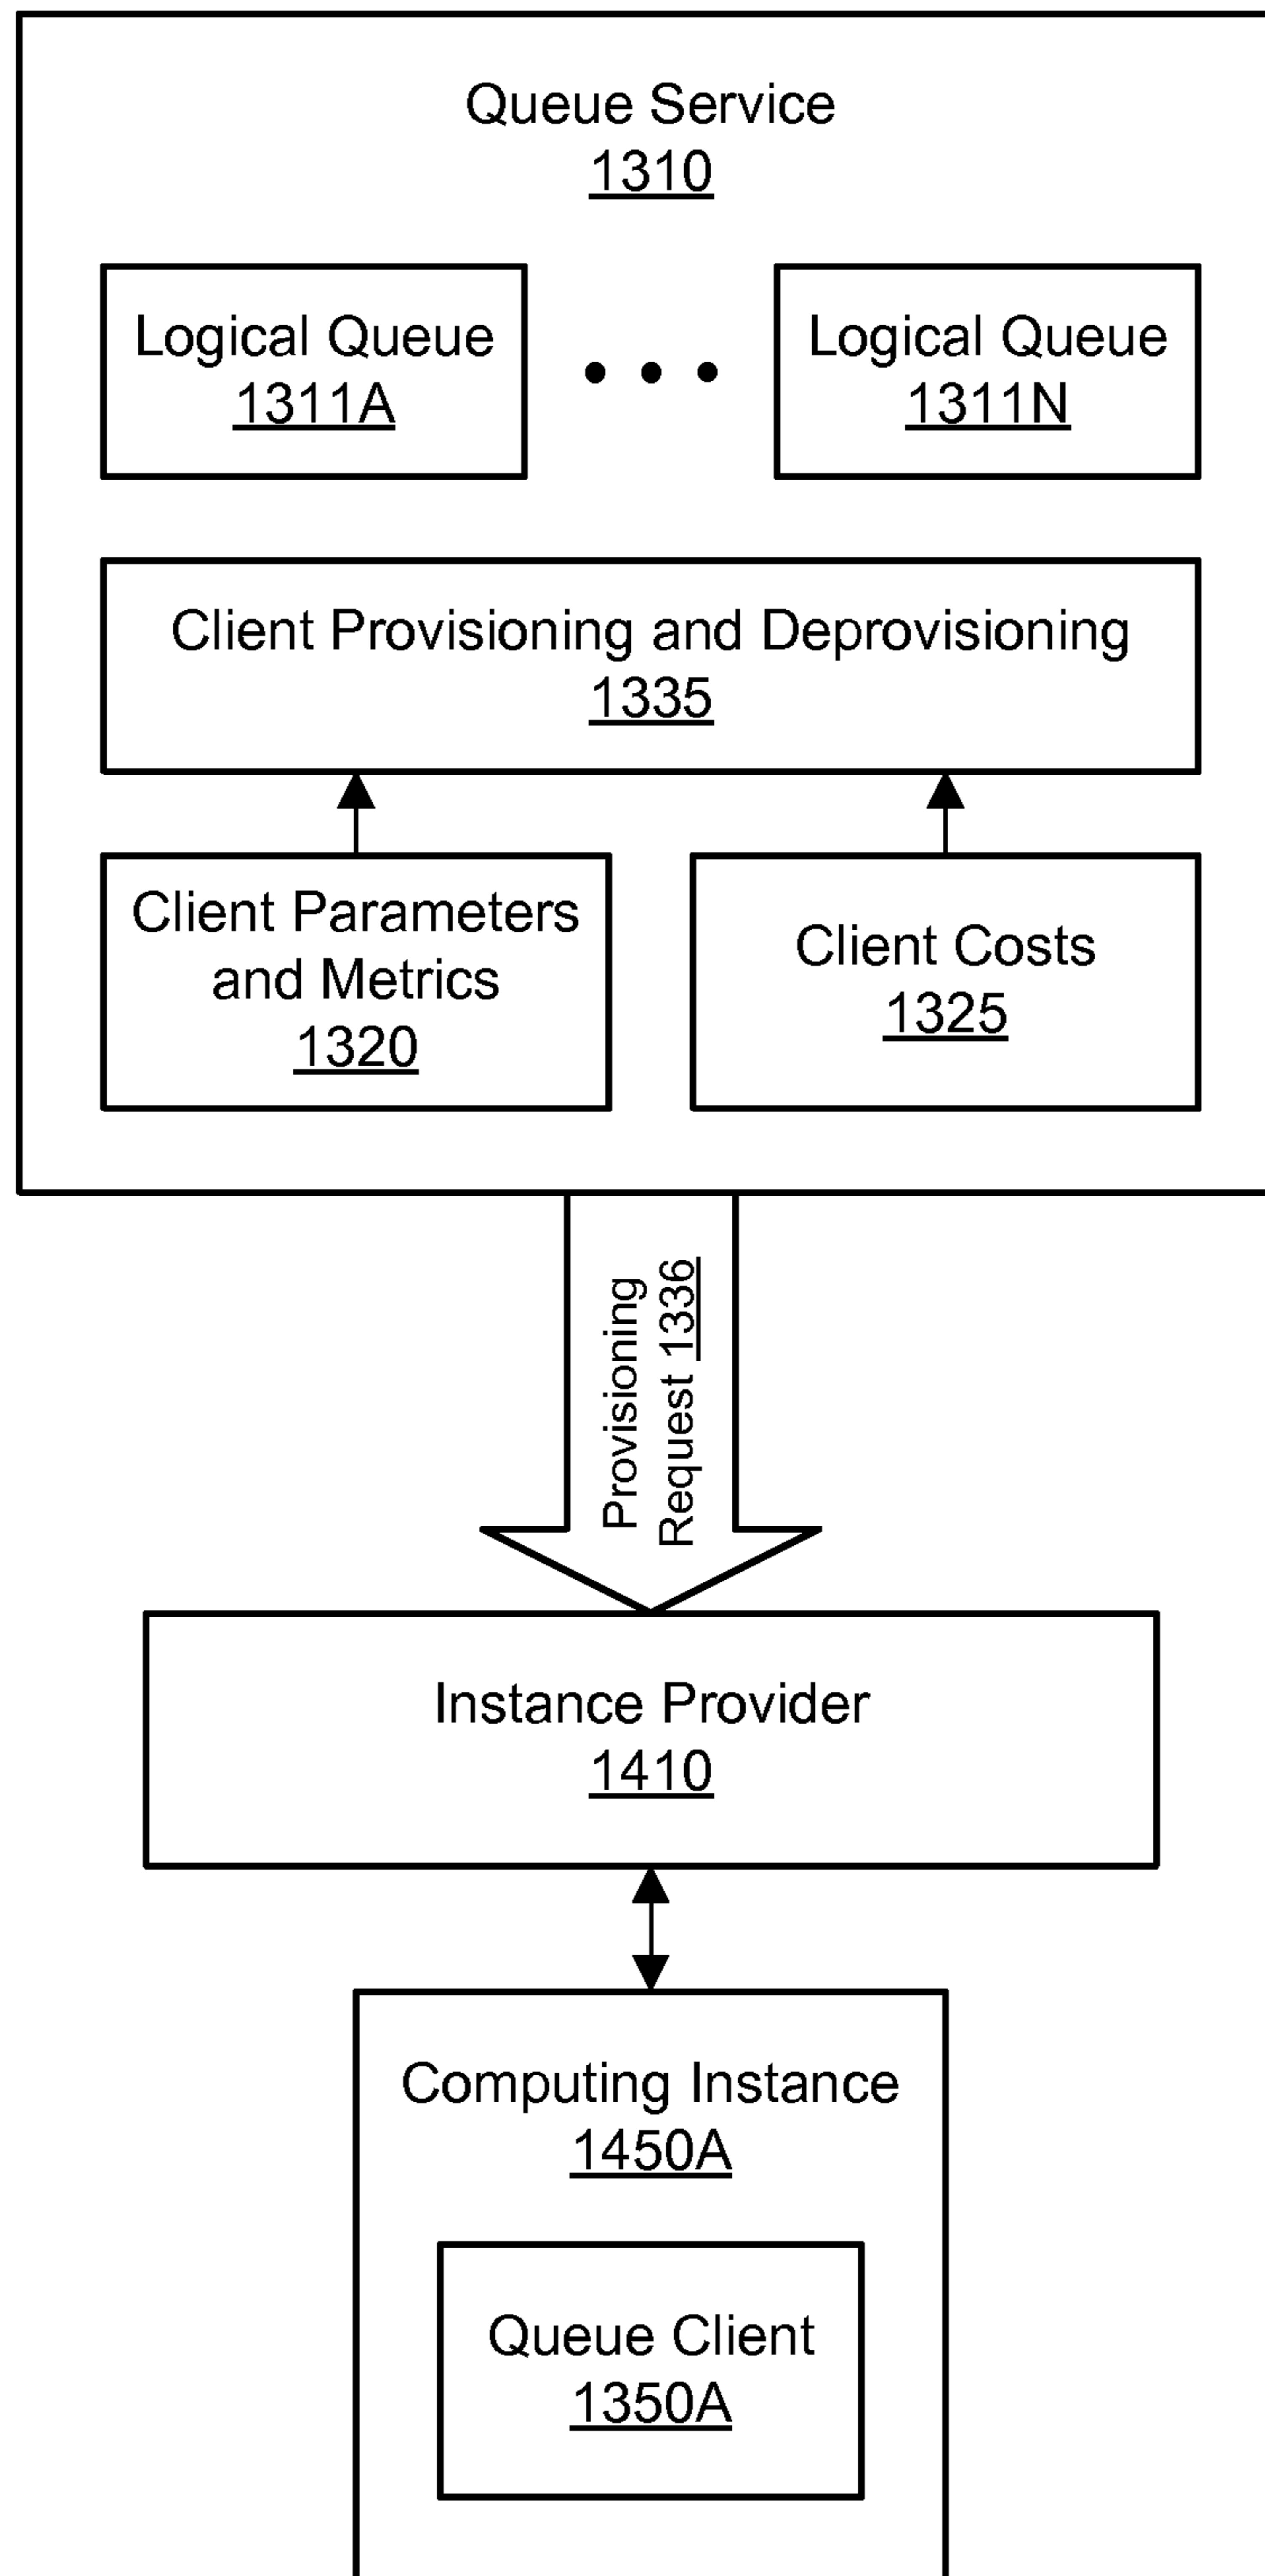 Queue Service
1310
Logical Queue
1311A
Logical Queue
1311N
Client Provisioning and Deprovisioning
1335
Client Parameters
and Metrics
1320
Client Costs
1325
Provisioning
Request 1336
Instance Provider
1410
Computing Instance
1450A
Queue Client
1350A